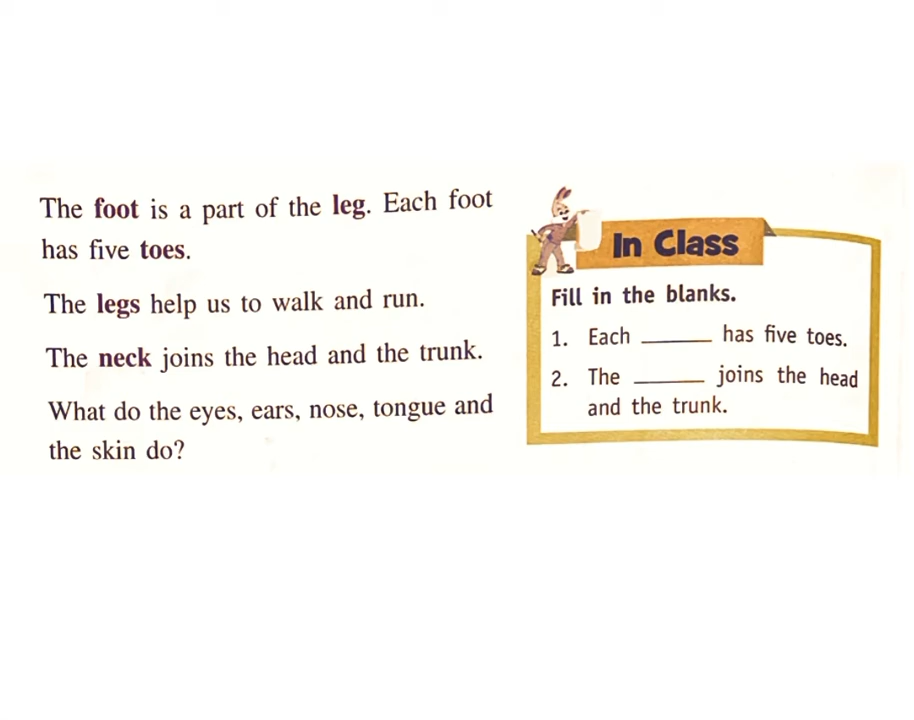 The foot is a part of the leg. Each foot
has five toes.
The legs help us to walk and run.
The neck joins the head and the trunk.
What do the eyes, ears, nose, tongue and
the skin do?
In Class
Fill in the blanks.
1. Each ______ has five toes.
2. The ______ joins the head
and the trunk.